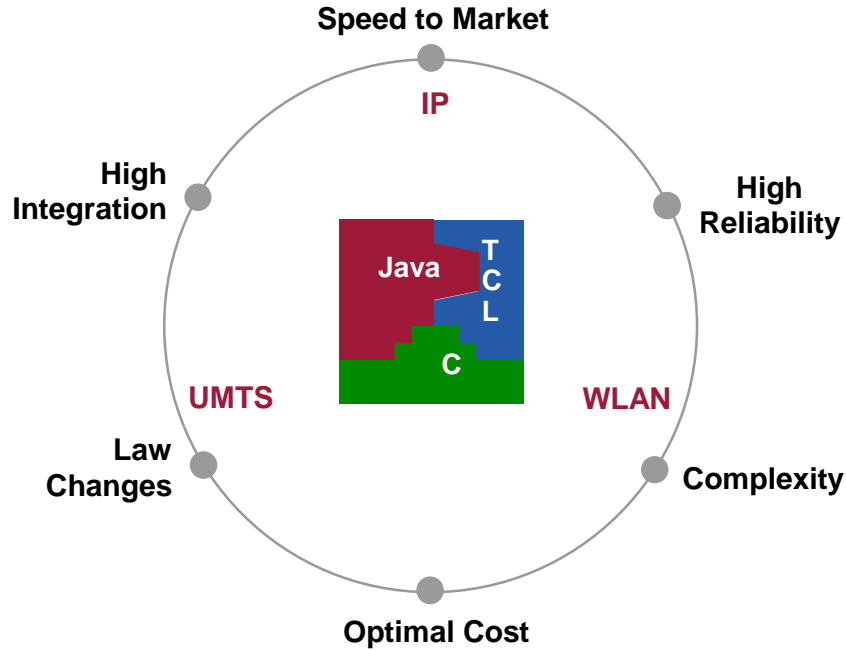 Speed to Market
IP
High
Integration
High
Reliability
Java
T
C
L
C
UMTS
WLAN
Law
Changes
Complexity
Optimal Cost